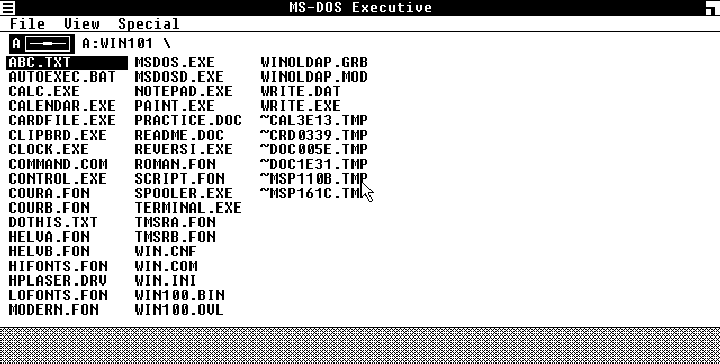 MS-DOS Executive
File View Special
A A:WIN101 \
ABC.TXT MSDOS.EXE WINOLDAP.GRB
AUTOEXEC.BAT MSDOSD.EXE WINOLDAP.MOD
CALC.EXE NOTEPAD.EXE WRITE.DAT
CALENDAR.EXE PAINT.EXE WRITE.EXE
CARDFILE.EXE PRACTICE.DOC ~CAL3E13.TMP
CLIPBRD.EXE README.DOC ~CRD0339.TMP
CLOCK.EXE REVERSI.EXE ~DOC005E.TMP
COMMAND.COM ROMAN.FON ~DOC1E31.TMP
CONTROL.EXE SCRIPT.FON ~MSP110B.TMP
COURA.FON SPOOLER.EXE ~MSP161C.TMP
COURB.FON TERMINAL.EXE
DOTHIS.TXT TMSRA.FON
HELVA.FON TMSRB.FON
HELVB.FON WIN.CNF
HIFONTS.FON WIN.COM
HPLASER.DRV WIN.INI
LOFONTS.FON WIN100.BIN
MODERN.FON WIN100.OVL